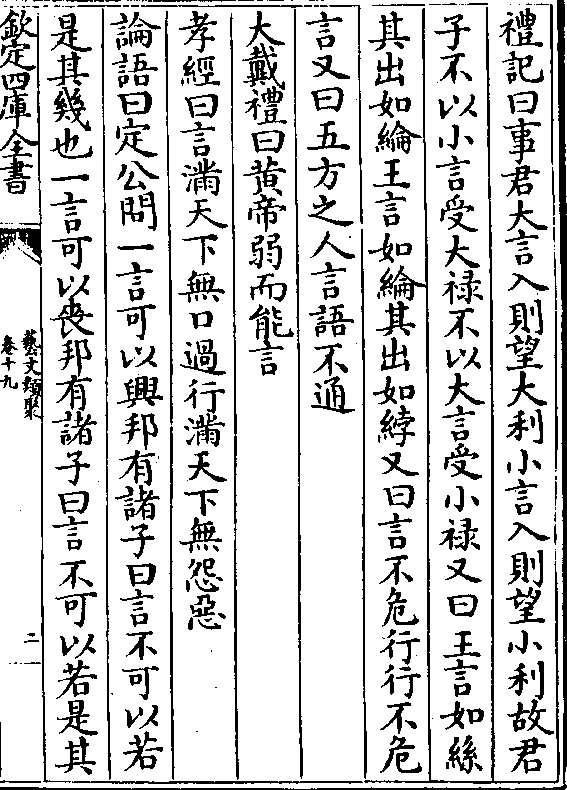 禮記曰事君大言入則望大利小言入則望小利故君
子不以小言受大禄不以大言受小禄又曰王言如絲
其出如綸王言如綸其出如綍又曰言不危行行不危
言又曰五方之人言語不通
大戴禮曰黄帝弱而能言
孝經曰言滿天下無口過行滿天下無怨惡
論語曰定公問一言可以興邦有諸子曰言不可以若
是其幾也一言可以喪邦有諸子曰言不可以若是其
欽定四庫全書
藝文類聚
卷十九
二